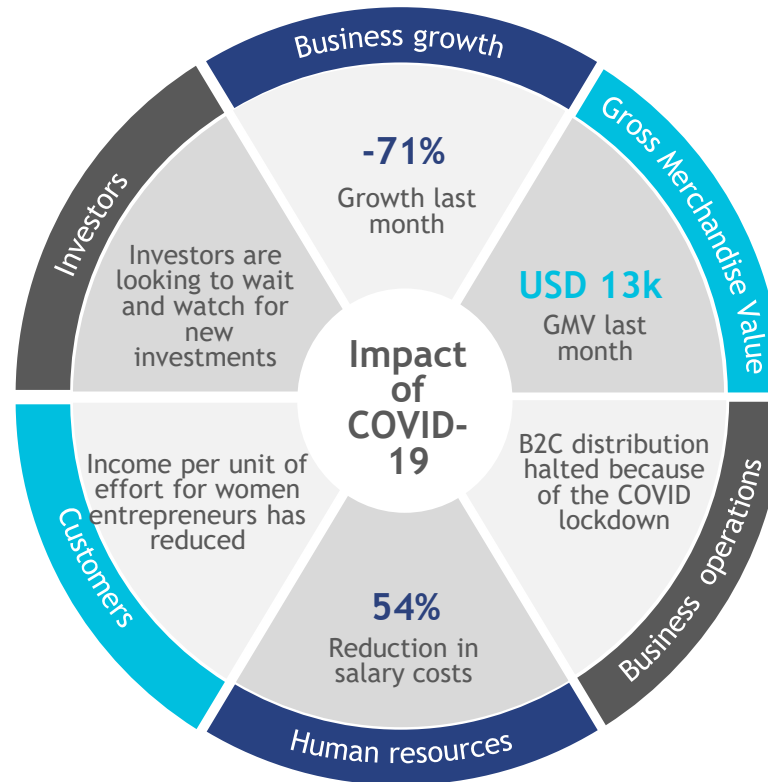 Business growth
-71%
Growth last
month
Gross Merchandise Value
USD 13k
GMV last
month
Business operations
B2C distribution
halted because
of the COVID
lockdown
Human resources
54%
Reduction in
salary costs
Customers
Income per unit of
effort for women
entrepreneurs has
reduced
Investors
Investors are
looking to wait
and watch for
new
investments
Impact
of
COVID-
19